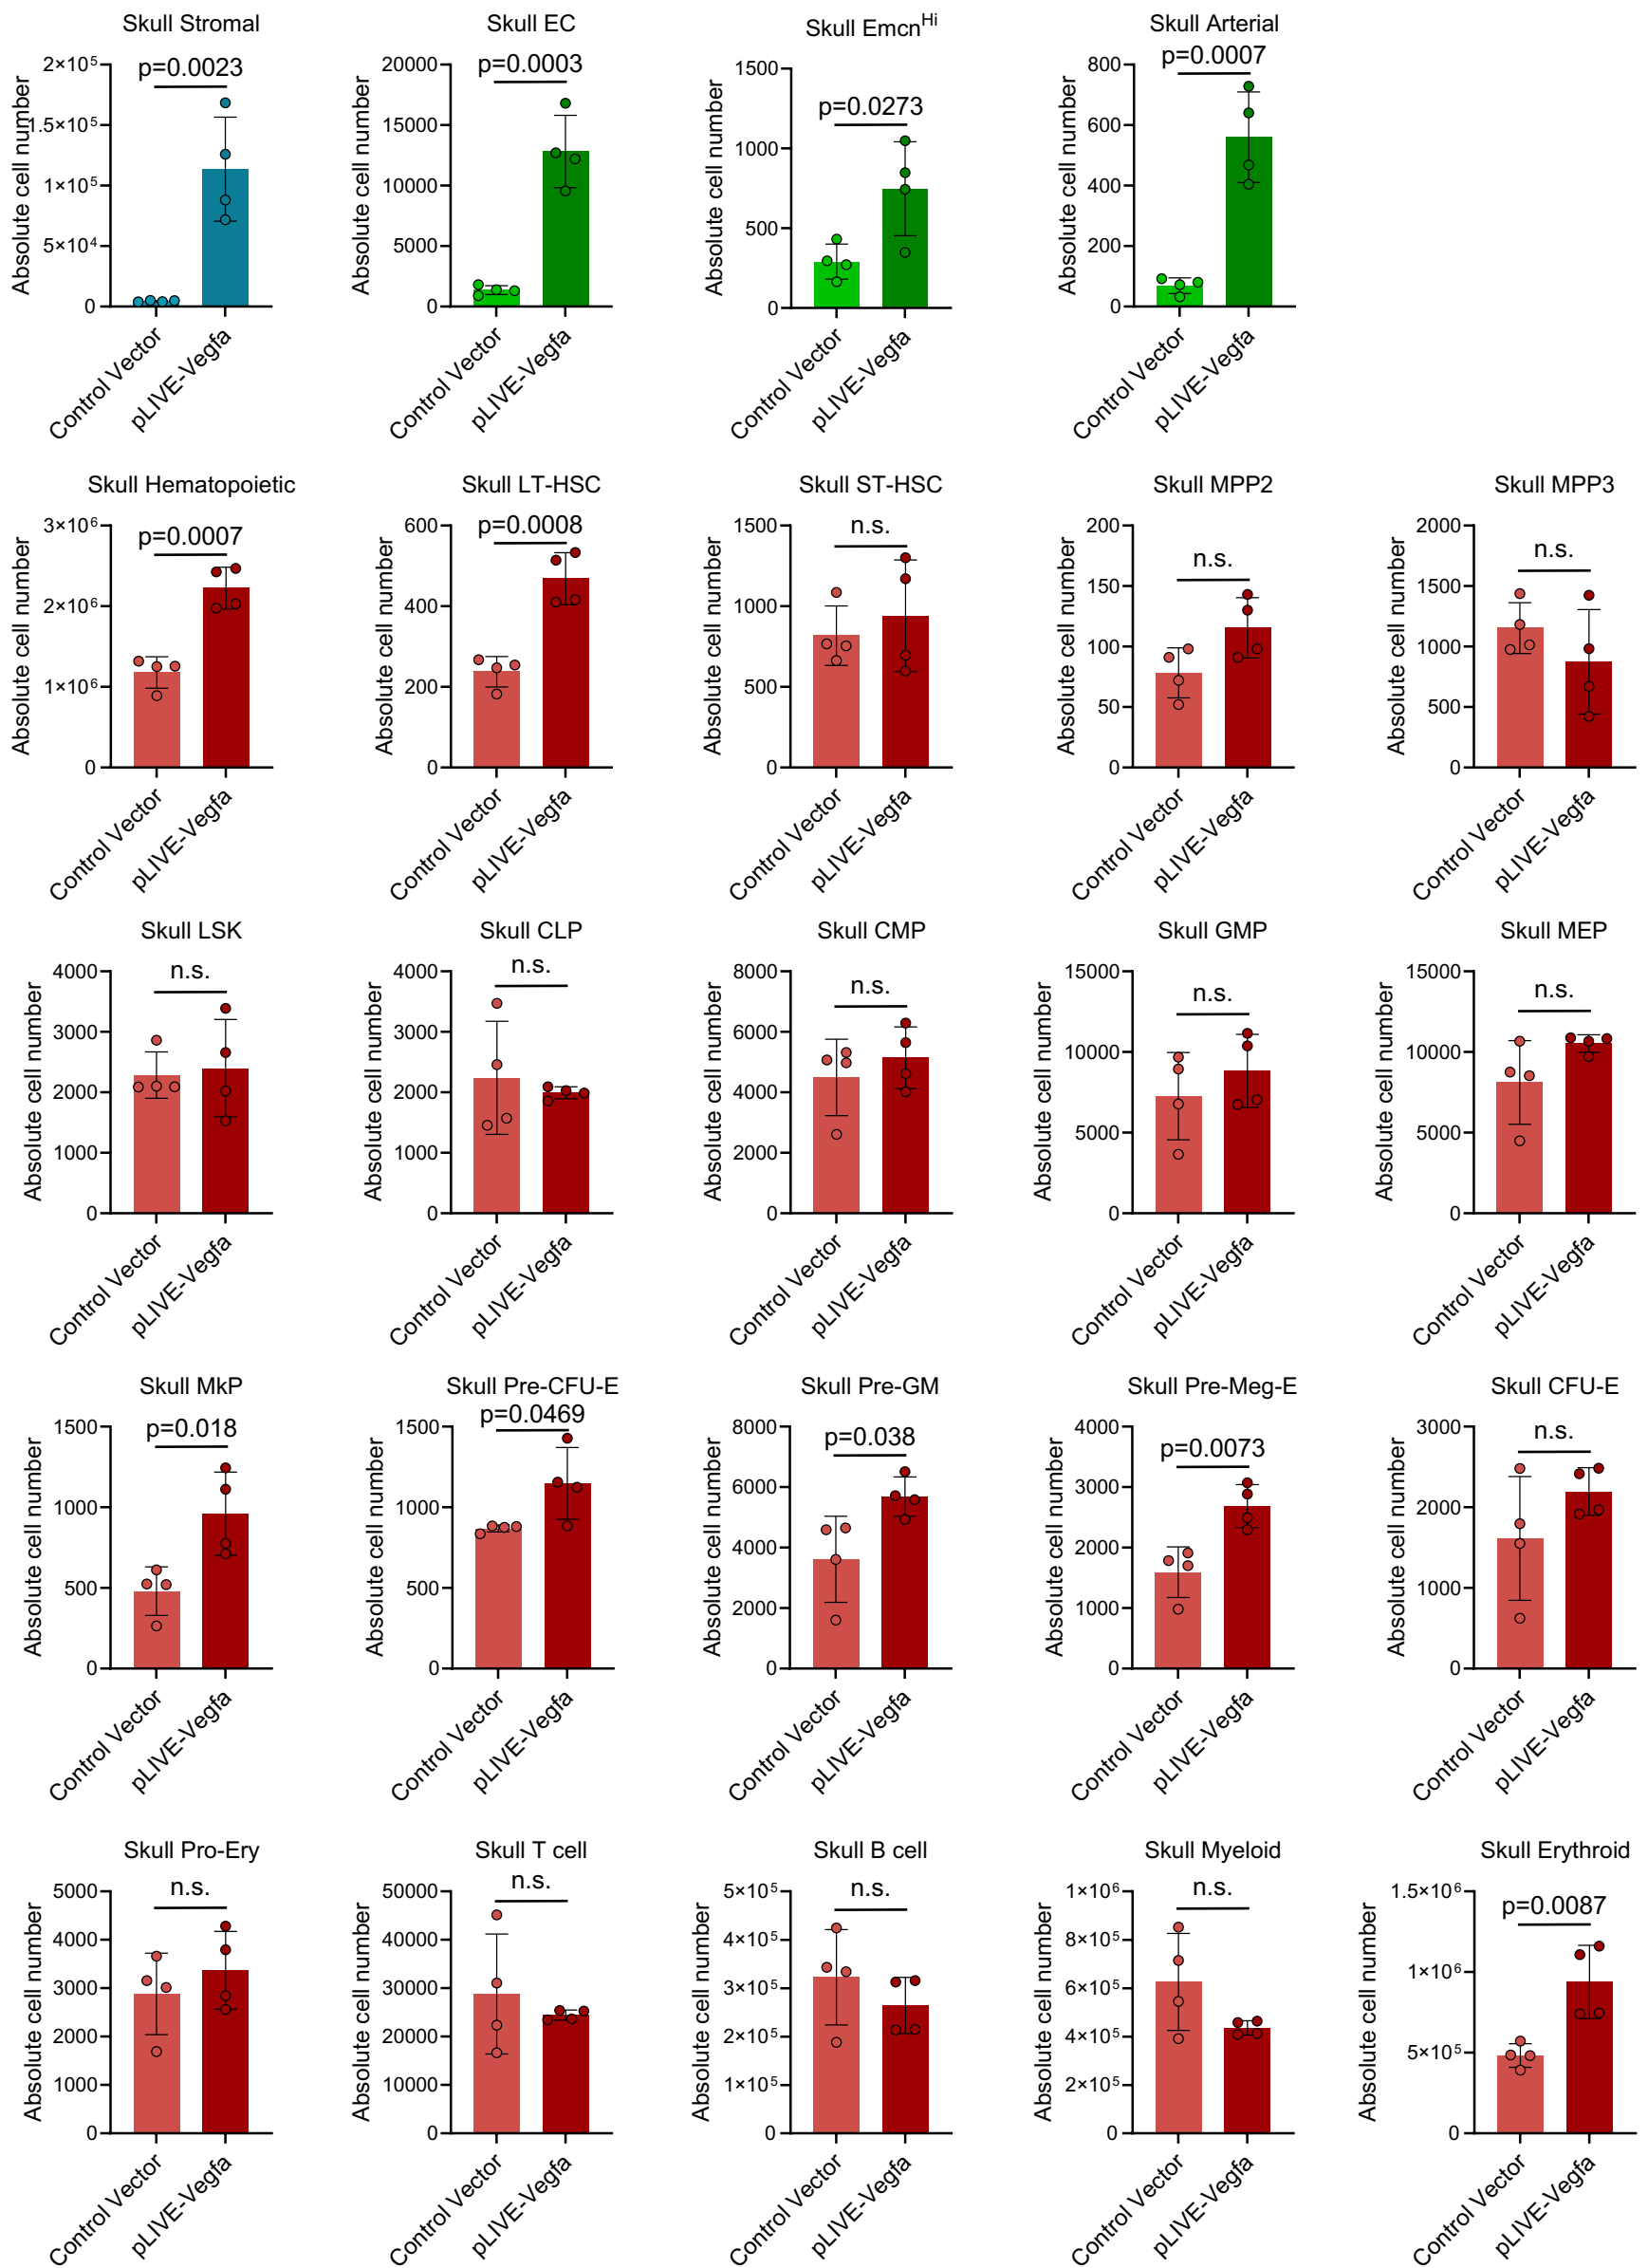 Skull Stromal
Absolute cell number
2×10⁵
1.5×10⁵
1×10⁵
5×10⁴
0
p=0.0023
Control Vector
pLIVE-Vegfa
Skull EC
Absolute cell number
20000
15000
10000
5000
0
p=0.0003
Control Vector
pLIVE-Vegfa
Skull Emcn^Hi
Absolute cell number
1500
1000
500
0
p=0.0273
Control Vector
pLIVE-Vegfa
Skull Arterial
Absolute cell number
800
600
400
200
0
p=0.0007
Control Vector
pLIVE-Vegfa
Skull Hematopoietic
Absolute cell number
3×10⁶
2×10⁶
1×10⁶
0
p=0.0007
Control Vector
pLIVE-Vegfa
Skull LT-HSC
Absolute cell number
600
400
200
0
p=0.0008
Control Vector
pLIVE-Vegfa
Skull ST-HSC
Absolute cell number
1500
1000
500
0
n.s.
Control Vector
pLIVE-Vegfa
Skull MPP2
Absolute cell number
200
150
100
50
0
n.s.
Control Vector
pLIVE-Vegfa
Skull MPP3
Absolute cell number
2000
1500
1000
500
0
n.s.
Control Vector
pLIVE-Vegfa
Skull LSK
Absolute cell number
4000
3000
2000
1000
0
n.s.
Control Vector
pLIVE-Vegfa
Skull CLP
Absolute cell number
4000
3000
2000
1000
0
n.s.
Control Vector
pLIVE-Vegfa
Skull CMP
Absolute cell number
8000
6000
4000
2000
0
n.s.
Control Vector
pLIVE-Vegfa
Skull GMP
Absolute cell number
15000
10000
5000
0
n.s.
Control Vector
pLIVE-Vegfa
Skull MEP
Absolute cell number
15000
10000
5000
0
n.s.
Control Vector
pLIVE-Vegfa
Skull MkP
Absolute cell number
1500
1000
500
0
p=0.018
Control Vector
pLIVE-Vegfa
Skull Pre-CFU-E
Absolute cell number
1500
1000
500
0
p=0.0469
Control Vector
pLIVE-Vegfa
Skull Pre-GM
Absolute cell number
8000
6000
4000
2000
0
p=0.038
Control Vector
pLIVE-Vegfa
Skull Pre-Meg-E
Absolute cell number
4000
3000
2000
1000
0
p=0.0073
Control Vector
pLIVE-Vegfa
Skull CFU-E
Absolute cell number
3000
2000
1000
0
n.s.
Control Vector
pLIVE-Vegfa
Skull Pro-Ery
Absolute cell number
5000
4000
3000
2000
1000
0
n.s.
Control Vector
pLIVE-Vegfa
Skull T cell
Absolute cell number
50000
40000
30000
20000
10000
0
n.s.
Control Vector
pLIVE-Vegfa
Skull B cell
Absolute cell number
5×10⁵
4×10⁵
3×10⁵
2×10⁵
1×10⁵
0
n.s.
Control Vector
pLIVE-Vegfa
Skull Myeloid
Absolute cell number
1×10⁶
8×10⁵
6×10⁵
4×10⁵
2×10⁵
0
n.s.
Control Vector
pLIVE-Vegfa
Skull Erythroid
Absolute cell number
1.5×10⁶
1×10⁶
5×10⁵
0
p=0.0087
Control Vector
pLIVE-Vegfa